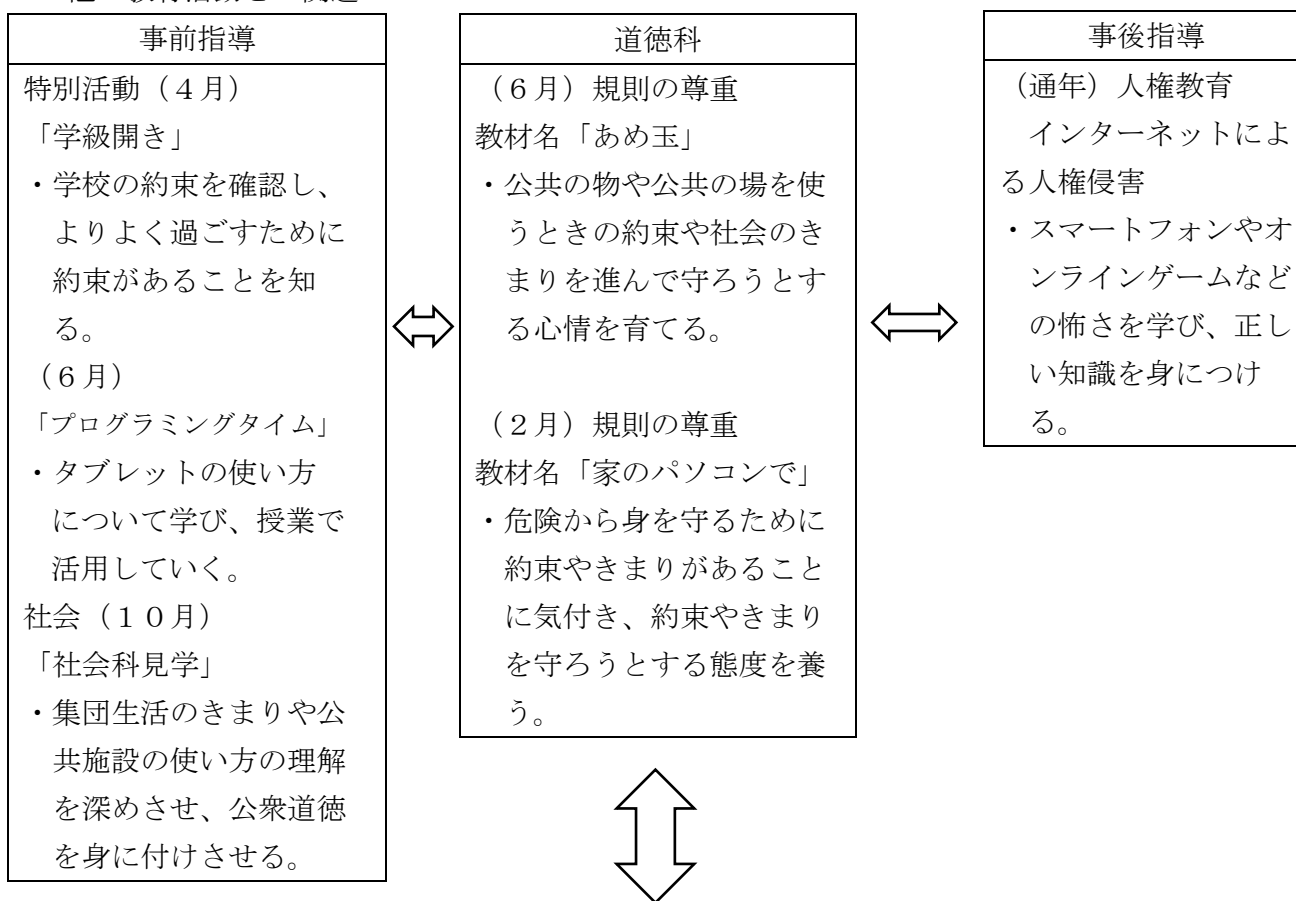 事前指導
特別活動（４月）
「学級開き」
・学校の約束を確認し、
よりよく過ごすために
約束があることを知
る。
（６月）
「プログラミングタイム」
・タブレットの使い方
について学び、授業で
活用していく。
社会（１０月）
「社会科見学」
・集団生活のきまりや公
共施設の使い方の理解
を深めさせ、公衆道徳
を身に付けさせる。
道徳科
（６月）規則の尊重
教材名「あめ玉」
・公共の物や公共の場を使
うときの約束や社会のき
まりを進んで守ろうとす
る心情を育てる。
（２月）規則の尊重
教材名「家のパソコンで」
・危険から身を守るために
約束やきまりがあること
に気付き、約束やきまり
を守ろうとする態度を養
う。
事後指導
（通年）人権教育
インターネットによ
る人権侵害
・スマートフォンやオ
ンラインゲームなど
の怖さを学び、正し
い知識を身につけ
る。